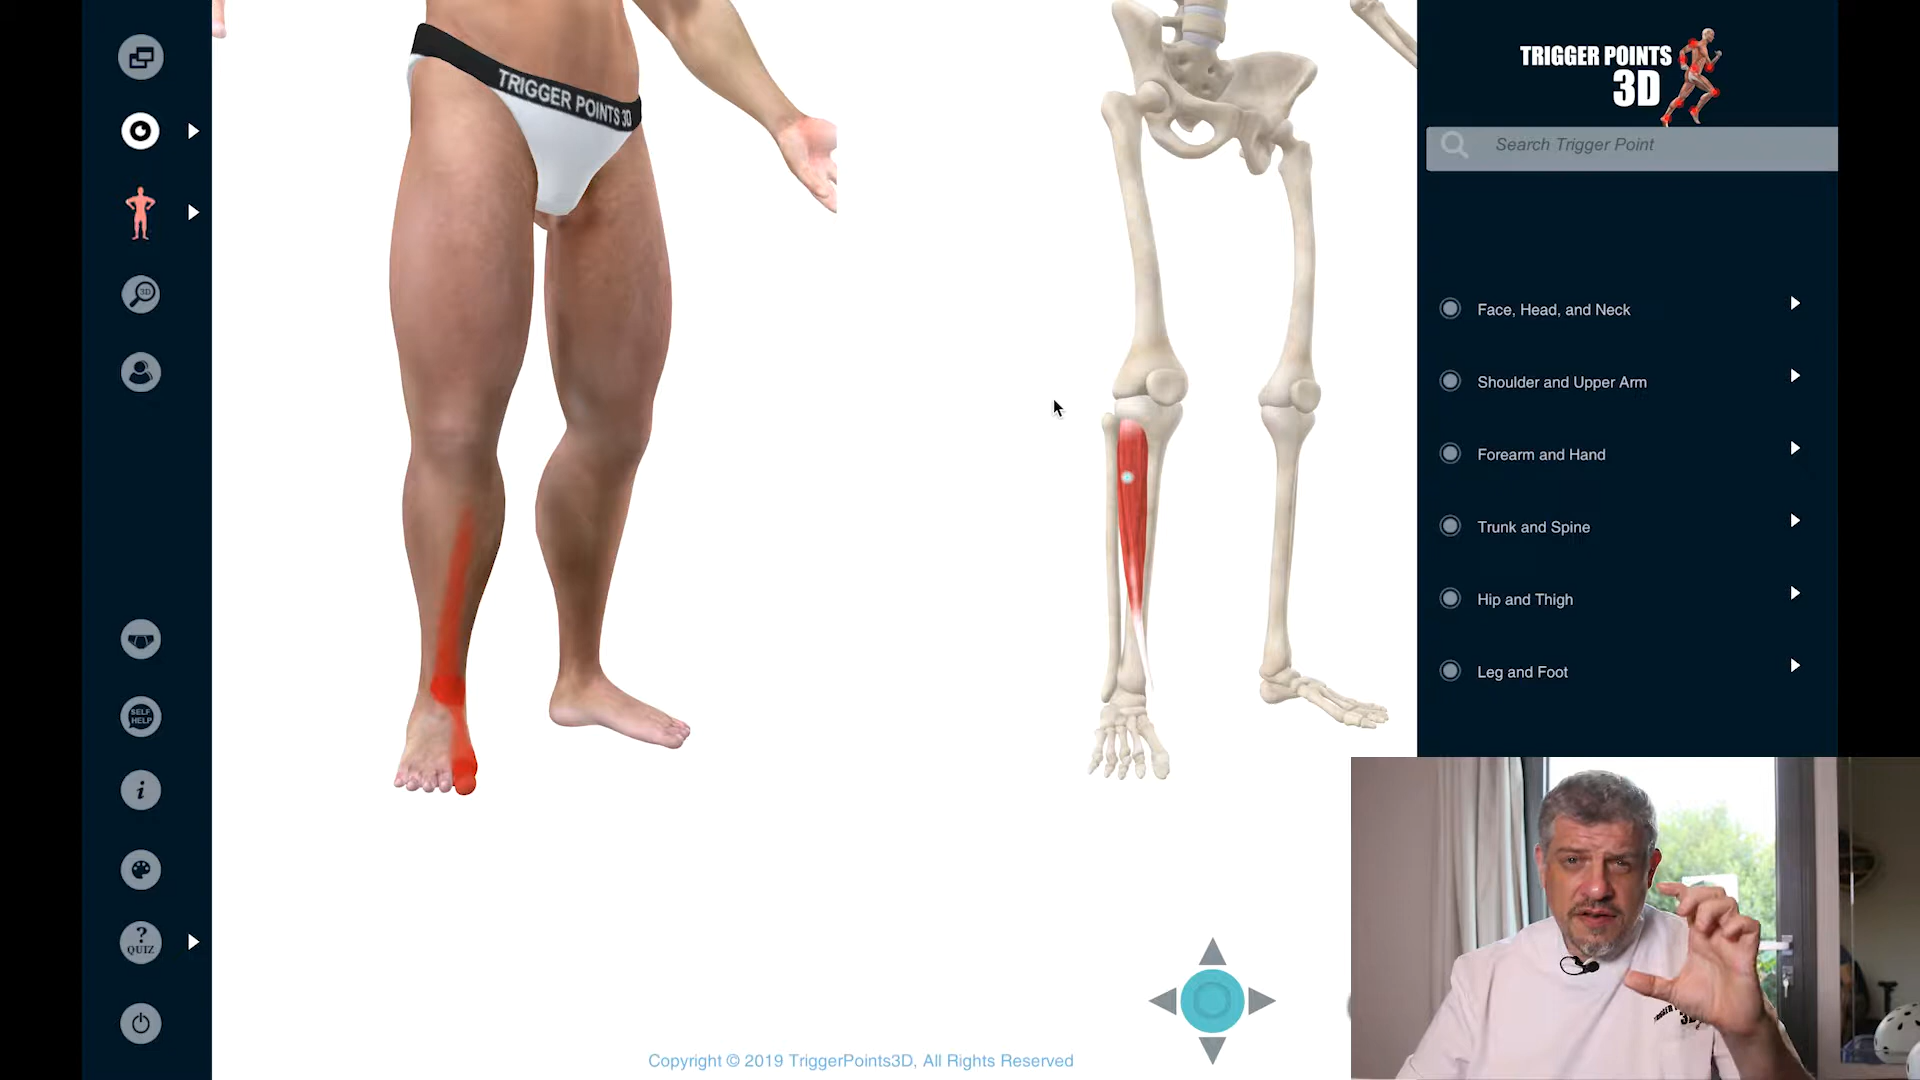 TRIGGER POINTS 3D
TRIGGER POINTS
3D
Search Trigger Point
3D
Face, Head, and Neck
Shoulder and Upper Arm
Forearm and Hand
Trunk and Spine
Hip and Thigh
Leg and Foot
SELF
HELP
i
?
QUIZ
Copyright © 2019 TriggerPoints3D, All Rights Reserved